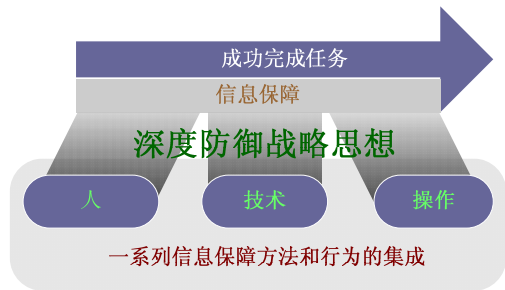 成功完成任务
信息保障
深度防御战略思想
人 技术 操作
一系列信息保障方法和行为的集成